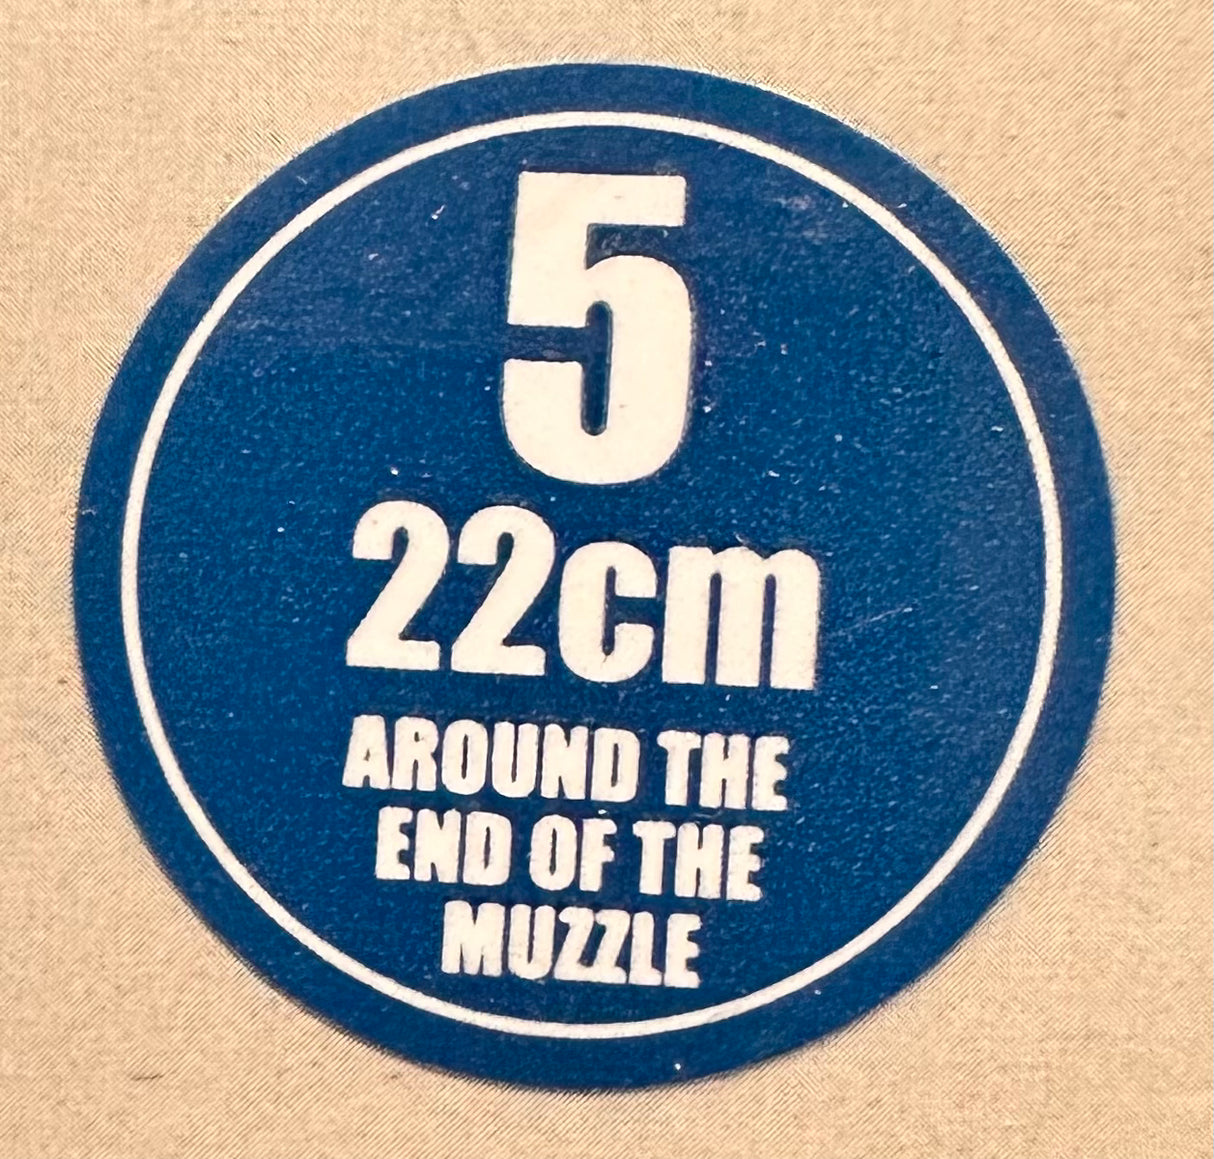 5
22cm
AROUND THE
END OF THE
MUZZLE